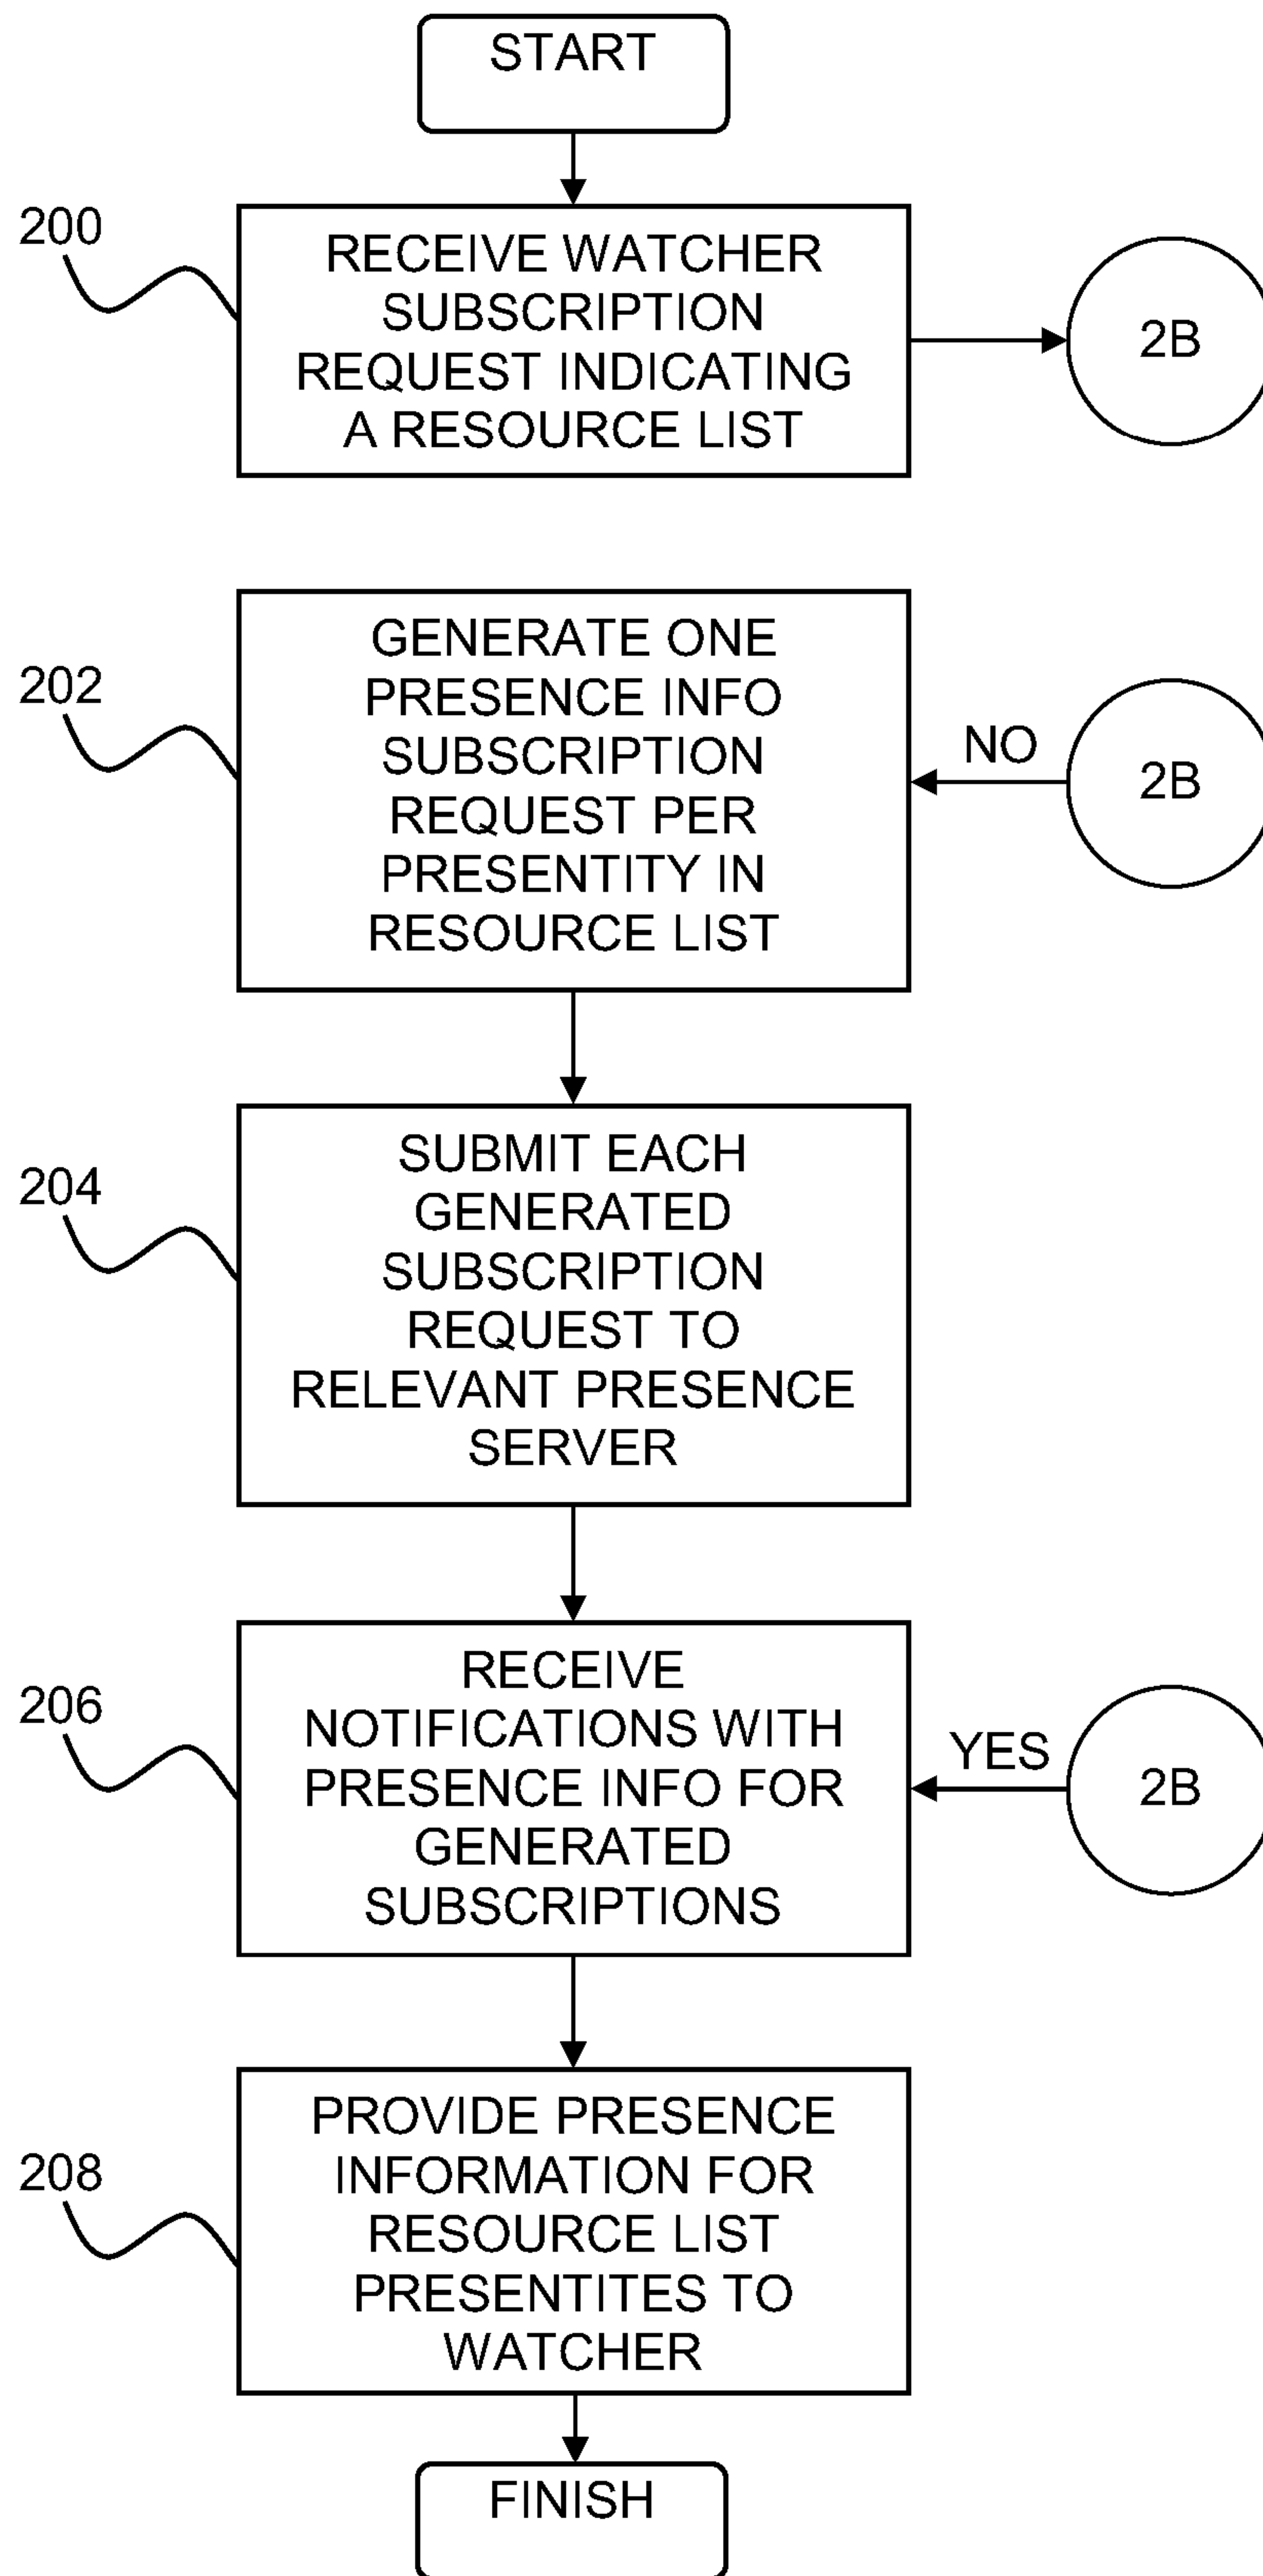 START
200
RECEIVE WATCHER
SUBSCRIPTION
REQUEST INDICATING
A RESOURCE LIST
2B
202
GENERATE ONE
PRESENCE INFO
SUBSCRIPTION
REQUEST PER
PRESENTITY IN
RESOURCE LIST
NO
2B
204
SUBMIT EACH
GENERATED
SUBSCRIPTION
REQUEST TO
RELEVANT PRESENCE
SERVER
206
RECEIVE
NOTIFICATIONS WITH
PRESENCE INFO FOR
GENERATED
SUBSCRIPTIONS
YES
2B
208
PROVIDE PRESENCE
INFORMATION FOR
RESOURCE LIST
PRESENTITES TO
WATCHER
FINISH